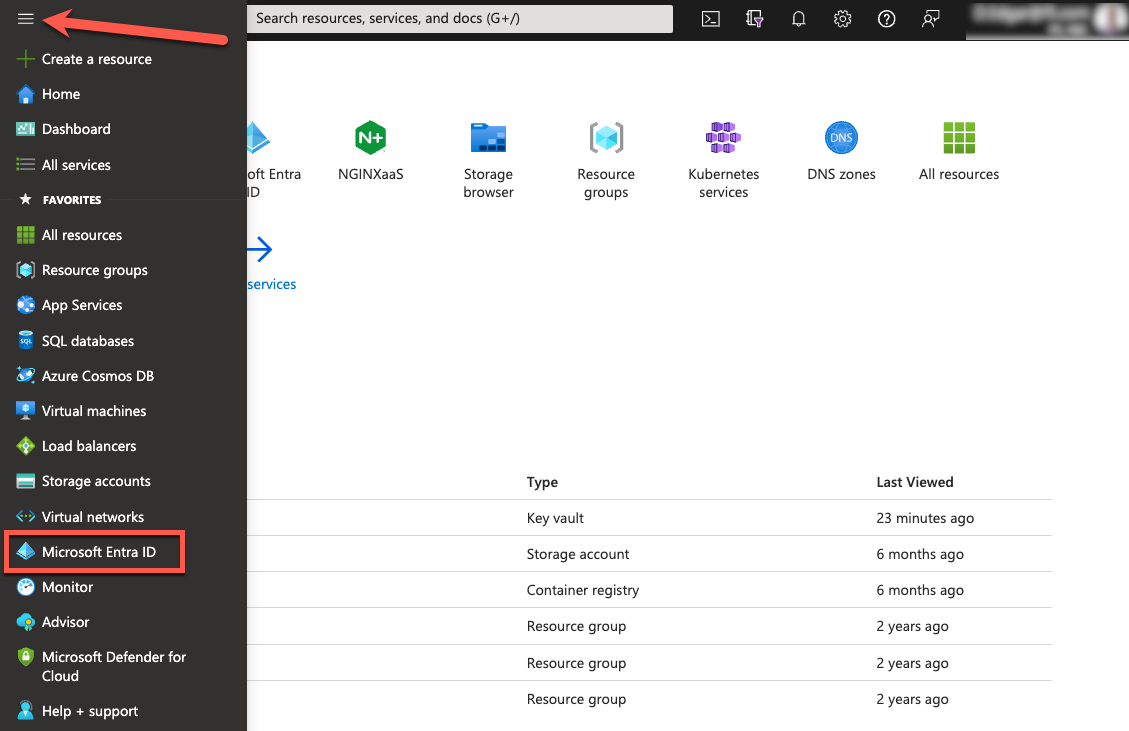 Search resources, services, and docs (G+/)
Create a resource
Home
Dashboard
All services
FAVORITES
All resources
Resource groups
App Services
SQL
SQL databases
Azure Cosmos DB
Virtual machines
Load balancers
Storage accounts
Virtual networks
Microsoft Entra ID
Monitor
Advisor
Microsoft Defender for
Cloud
Help + support
oft Entra
ID
N+
NGINXaaS
Storage
browser
Resource
groups
Kubernetes
services
DNS
DNS zones
All resources
services
Type Last Viewed
Key vault 23 minutes ago
Storage account 6 months ago
Container registry 6 months ago
Resource group 2 years ago
Resource group 2 years ago
Resource group 2 years ago